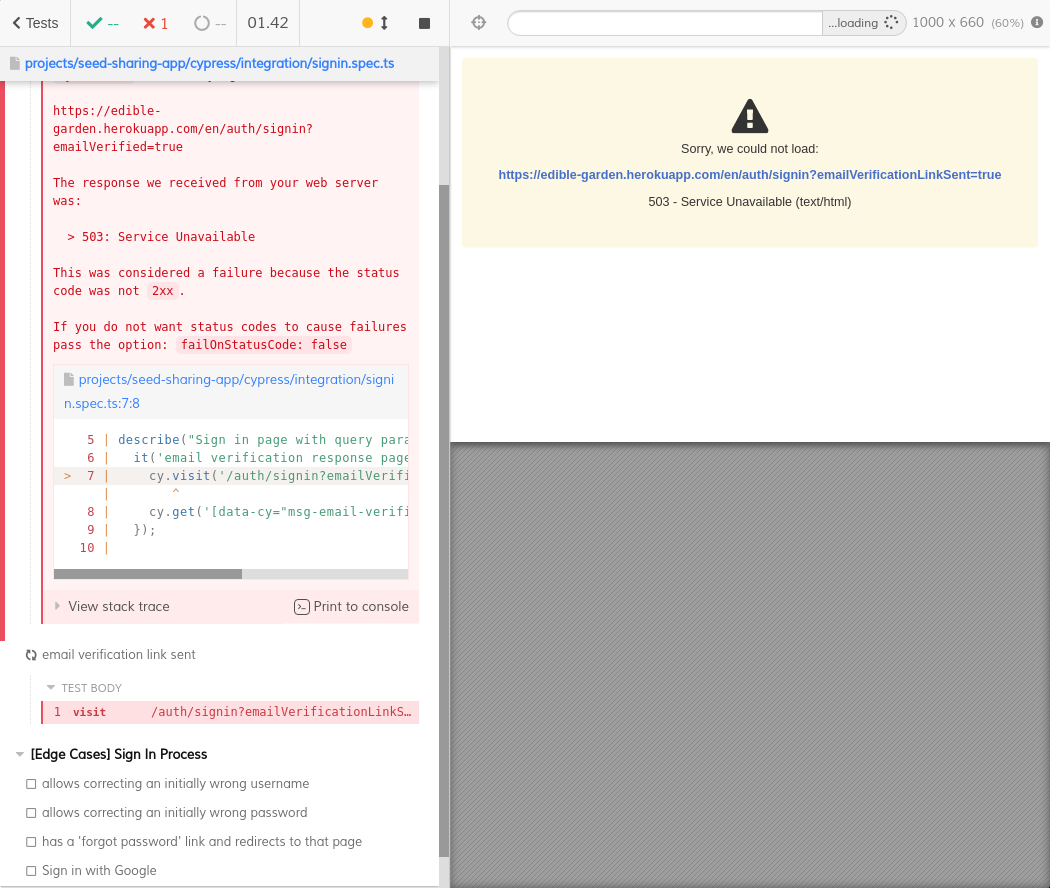 Tests
--
1
--
01.42
...loading
1000 x 660 (60%)
projects/seed-sharing-app/cypress/integration/signin.spec.ts
https://edible-
garden.herokuapp.com/en/auth/signin?
emailVerified=true
The response we received from your web server
was:
> 503: Service Unavailable
This was considered a failure because the status
code was not 2xx.
If you do not want status codes to cause failures
pass the option: failOnStatusCode: false
projects/seed-sharing-app/cypress/integration/signi
n.spec.ts:7:8
5 | describe("Sign in page with query para
6 | it('email verification response page
> 7 | cy.visit('/auth/signin?emailVerifi
| ^
8 | cy.get('[data-cy="msg-email-verifi
9 | });
10 |
View stack trace
Print to console
email verification link sent
TEST BODY
1 visit /auth/signin?emailVerificationLinkS…
[Edge Cases] Sign In Process
allows correcting an initially wrong username
allows correcting an initially wrong password
has a 'forgot password' link and redirects to that page
Sign in with Google
Sorry, we could not load:
https://edible-garden.herokuapp.com/en/auth/signin?emailVerificationLinkSent=true
503 - Service Unavailable (text/html)